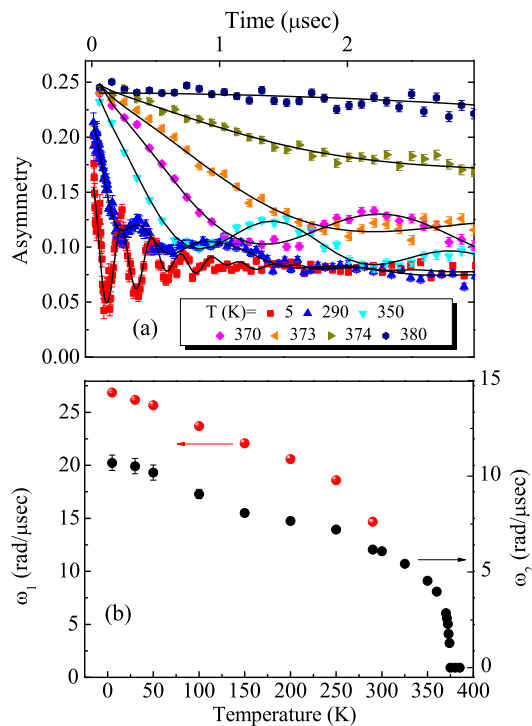 Time (μsec)
0 1 2
0.25
0.20
0.15
0.10
0.05
0.00
Asymmetry
T (K)= 5 290 350
370 373 374 380
(a)
25
20
15
10
5
0
ω1 (rad/μsec)
15
10
5
0
ω2 (rad/μsec)
(b)
0 50 100 150 200 250 300 350 400
Temperature (K)